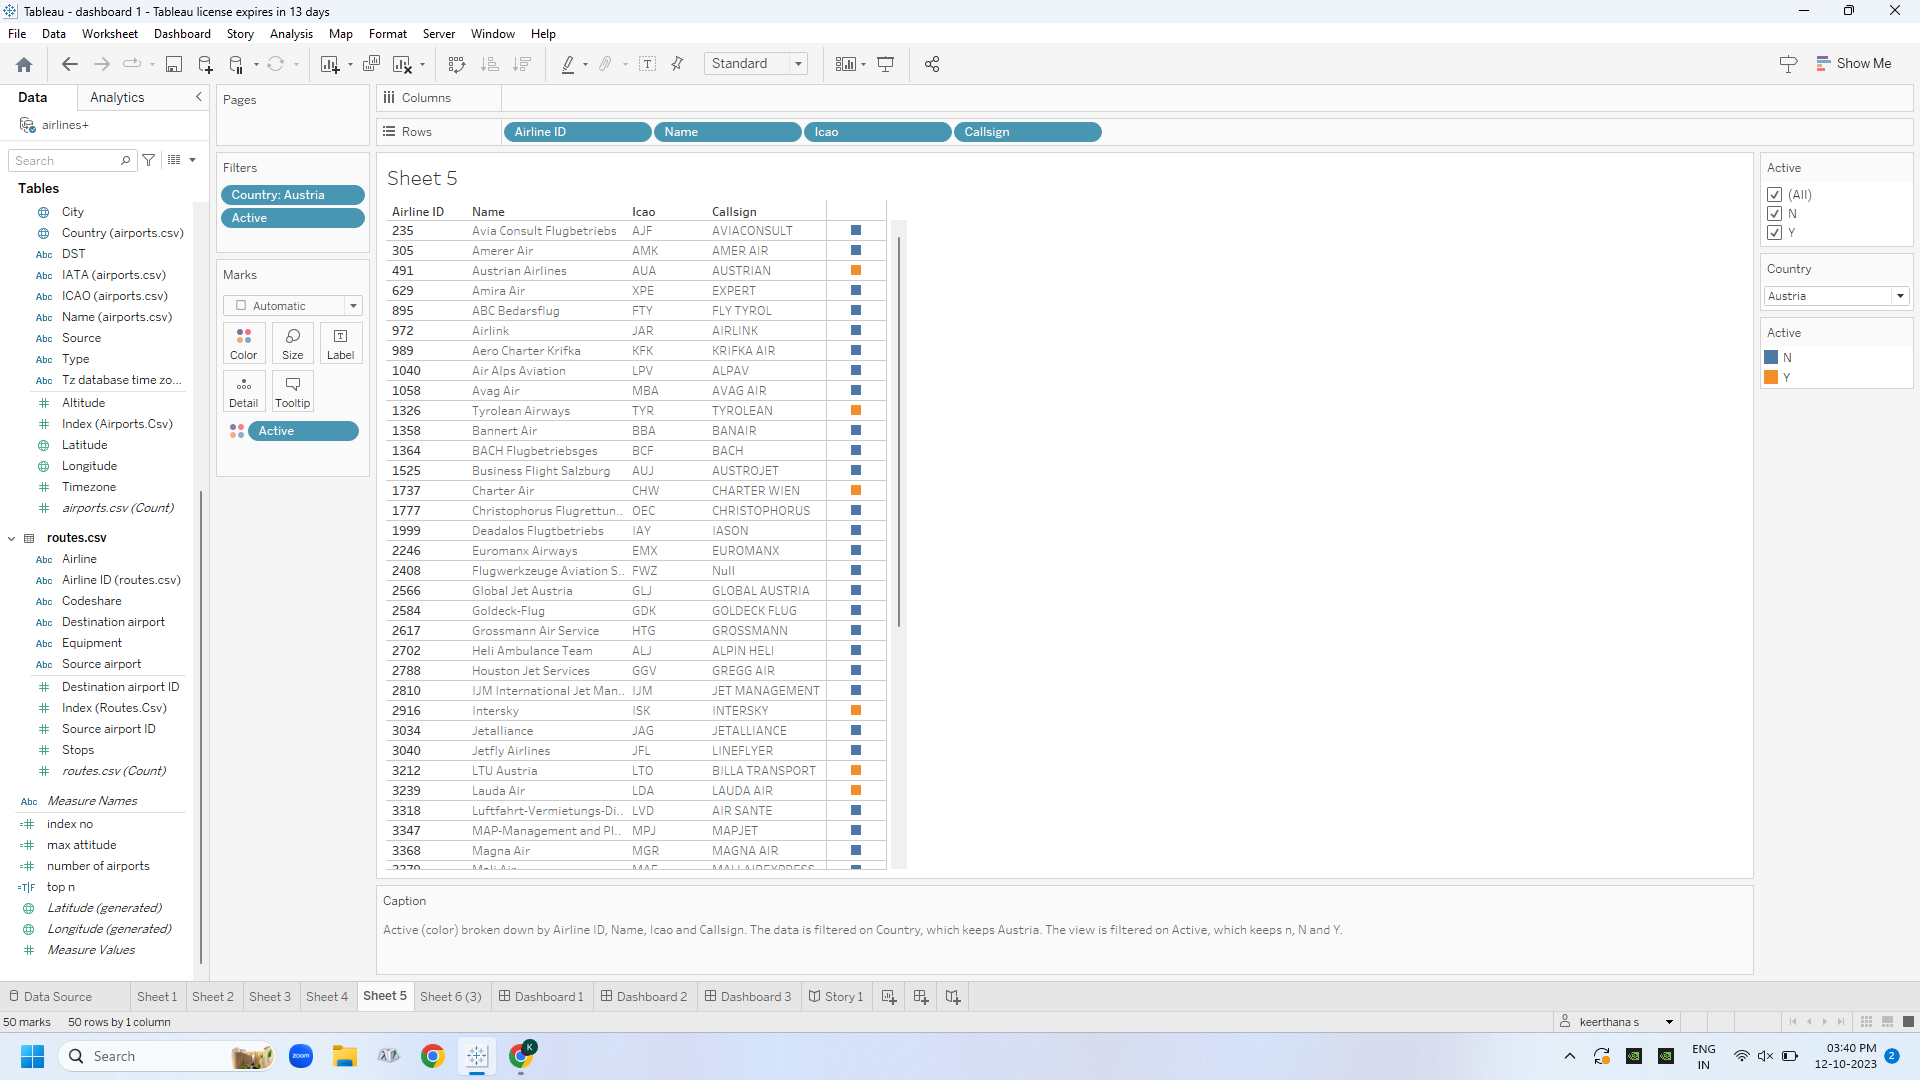 Tableau - dashboard 1 - Tableau license expires in 13 days
File Data Worksheet Dashboard Story Analysis Map Format Server Window Help
Standard
Show Me
Data Analytics
airlines+
Search
Tables
City
Country (airports.csv)
Abc DST
Abc IATA (airports.csv)
Abc ICAO (airports.csv)
Abc Name (airports.csv)
Abc Source
Abc Type
Abc Tz database time zo...
Altitude
Index (Airports.Csv)
Latitude
Longitude
Timezone
airports.csv (Count)
routes.csv
Abc Airline
Abc Airline ID (routes.csv)
Abc Codeshare
Abc Destination airport
Abc Equipment
Abc Source airport
Destination airport ID
Index (Routes.Csv)
Source airport ID
Stops
routes.csv (Count)
Abc Measure Names
=# index no
=# max attitude
=# number of airports
=T|F top n
Latitude (generated)
Longitude (generated)
# Measure Values
Pages
Filters
Country: Austria
Active
Marks
Automatic
Color Size Label
Detail Tooltip
Active
Columns
Rows Airline ID Name Icao Callsign
Sheet 5
Airline ID Name Icao Callsign
235 Avia Consult Flugbetriebs AJF AVIACONSULT
305 Amerer Air AMK AMER AIR
491 Austrian Airlines AUA AUSTRIAN
629 Amira Air XPE EXPERT
895 ABC Bedarsflug FTY FLY TYROL
972 Airlink JAR AIRLINK
989 Aero Charter Krifka KFK KRIFKA AIR
1040 Air Alps Aviation LPV ALPAV
1058 Avag Air MBA AVAG AIR
1326 Tyrolean Airways TYR TYROLEAN
1358 Bannert Air BBA BANAIR
1364 BACH Flugbetriebsges BCF BACH
1525 Business Flight Salzburg AUJ AUSTROJET
1737 Charter Air CHW CHARTER WIEN
1777 Christophorus Flugrettun.. OEC CHRISTOPHORUS
1999 Deadalos Flugtbetriebs IAY IASON
2246 Euromanx Airways EMX EUROMANX
2408 Flugwerkzeuge Aviation S.. FWZ Null
2566 Global Jet Austria GLJ GLOBAL AUSTRIA
2584 Goldeck-Flug GDK GOLDECK FLUG
2617 Grossmann Air Service HTG GROSSMANN
2702 Heli Ambulance Team ALJ ALPIN HELI
2788 Houston Jet Services GGV GREGG AIR
2810 IJM International Jet Man.. IJM JET MANAGEMENT
2916 Intersky ISK INTERSKY
3034 Jetalliance JAG JETALLIANCE
3040 Jetfly Airlines JFL LINEFLYER
3212 LTU Austria LTO BILLA TRANSPORT
3239 Lauda Air LDA LAUDA AIR
3318 Luftfahrt-Vermietungs-Di.. LVD AIR SANTE
3347 MAP-Management and Pl.. MPJ MAPJET
3368 Magna Air MGR MAGNA AIR
Caption
Active (color) broken down by Airline ID, Name, Icao and Callsign. The data is filtered on Country, which keeps Austria. The view is filtered on Active, which keeps n, N and Y.
Active
(All)
N
Y
Country
Austria
Active
N
Y
Data Source Sheet 1 Sheet 2 Sheet 3 Sheet 4 Sheet 5 Sheet 6 (3) Dashboard 1 Dashboard 2 Dashboard 3 Story 1
50 marks 50 rows by 1 column
keerthana s
Search
zoom
K
ENG
IN
03:40 PM
12-10-2023
2